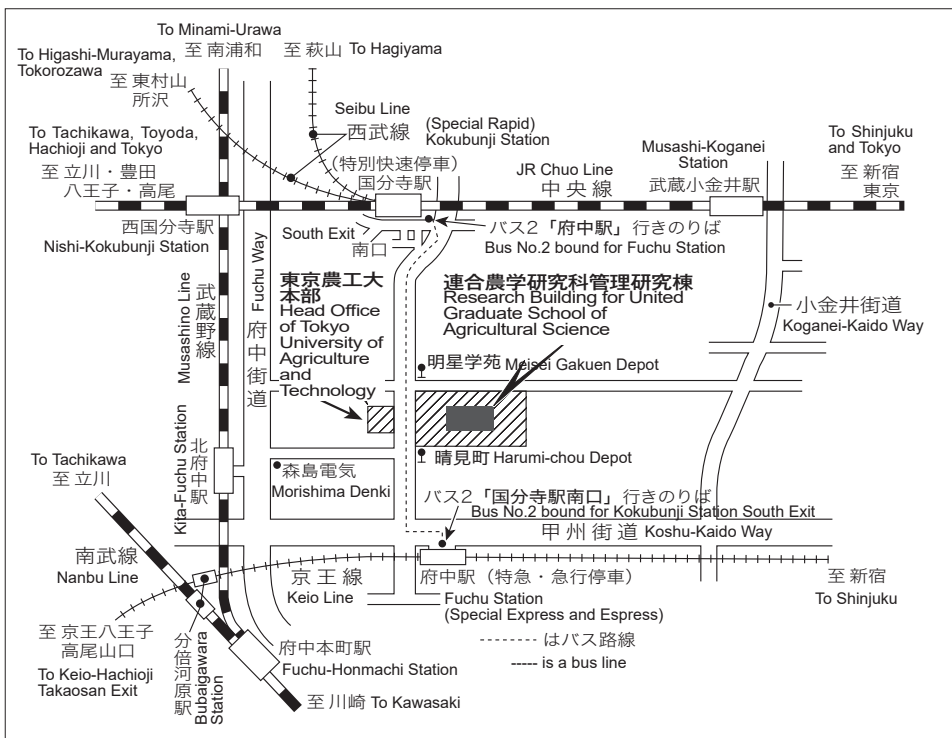 To Minami-Urawa
至 南浦和
至 萩山 To Hagiyama
To Higashi-Murayama,
Tokorozawa
至 東村山
所沢
Seibu Line
西武線
(Special Rapid)
Kokubunji Station
(特別快速停車)
国分寺駅
To Tachikawa, Toyoda,
Hachioji and Tokyo
至 立川・豊田
八王子・高尾
JR Chuo Line
中央線
Musashi-Koganei
Station
武蔵小金井駅
To Shinjuku
and Tokyo
至 新宿
東京
西国分寺駅
Nishi-Kokubunji Station
South Exit
南口
バス2「府中駅」行きのりば
Bus No.2 bound for Fuchu Station
Musashino Line
武蔵野線
Fuchu Way
府中街道
東京農工大
本部
Head Office
of Tokyo
University of
Agriculture
and
Technology
連合農学研究科管理研究棟
Research Building for United
Graduate School of
Agricultural Science
小金井街道
Koganei-Kaido Way
明星学苑 Meisei Gakuen Depot
Kita-Fuchu Station
北府中駅
森島電気
Morishima Denki
晴見町 Harumi-chou Depot
To Tachikawa
至 立川
バス2「国分寺駅南口」行きのりば
Bus No.2 bound for Kokubunji Station South Exit
甲州街道 Koshu-Kaido Way
南武線
Nanbu Line
京王線
Keio Line
府中駅(特急・急行停車)
Fuchu Station
(Special Express and Espress)
至 新宿
To Shinjuku
至 京王八王子
高尾山口
To Keio-Hachioji
Takaosan Exit
分倍河原駅
Bubaigawara
Station
府中本町駅
Fuchu-Honmachi Station
至 川崎 To Kawasaki
------- はバス路線
----- is a bus line